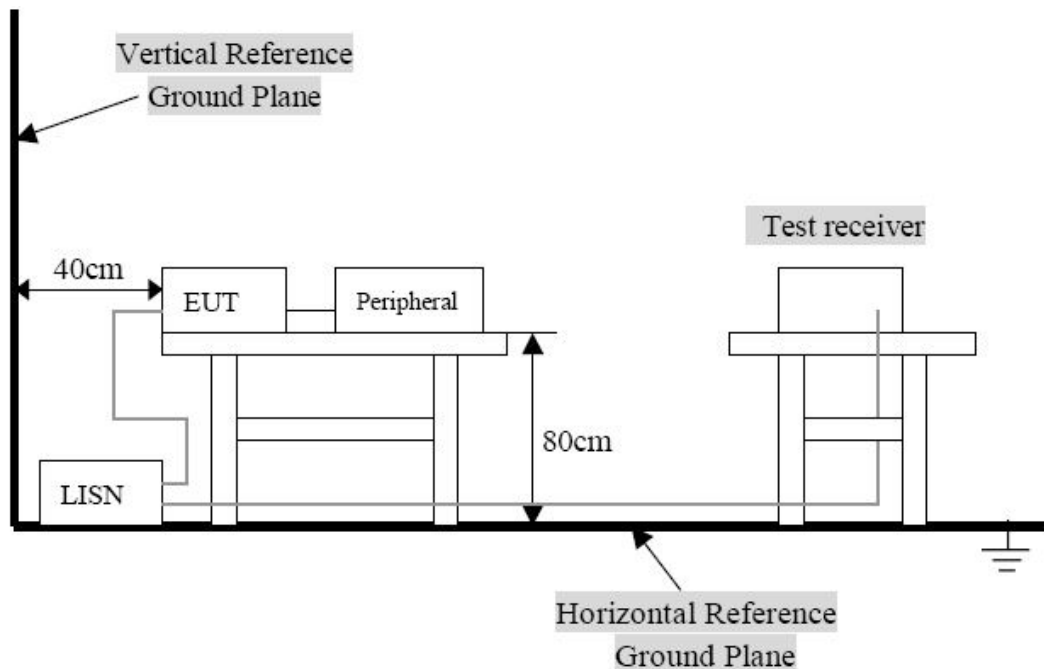 Vertical Reference
Ground Plane
Test receiver
40cm
EUT
Peripheral
80cm
LISN
Horizontal Reference
Ground Plane